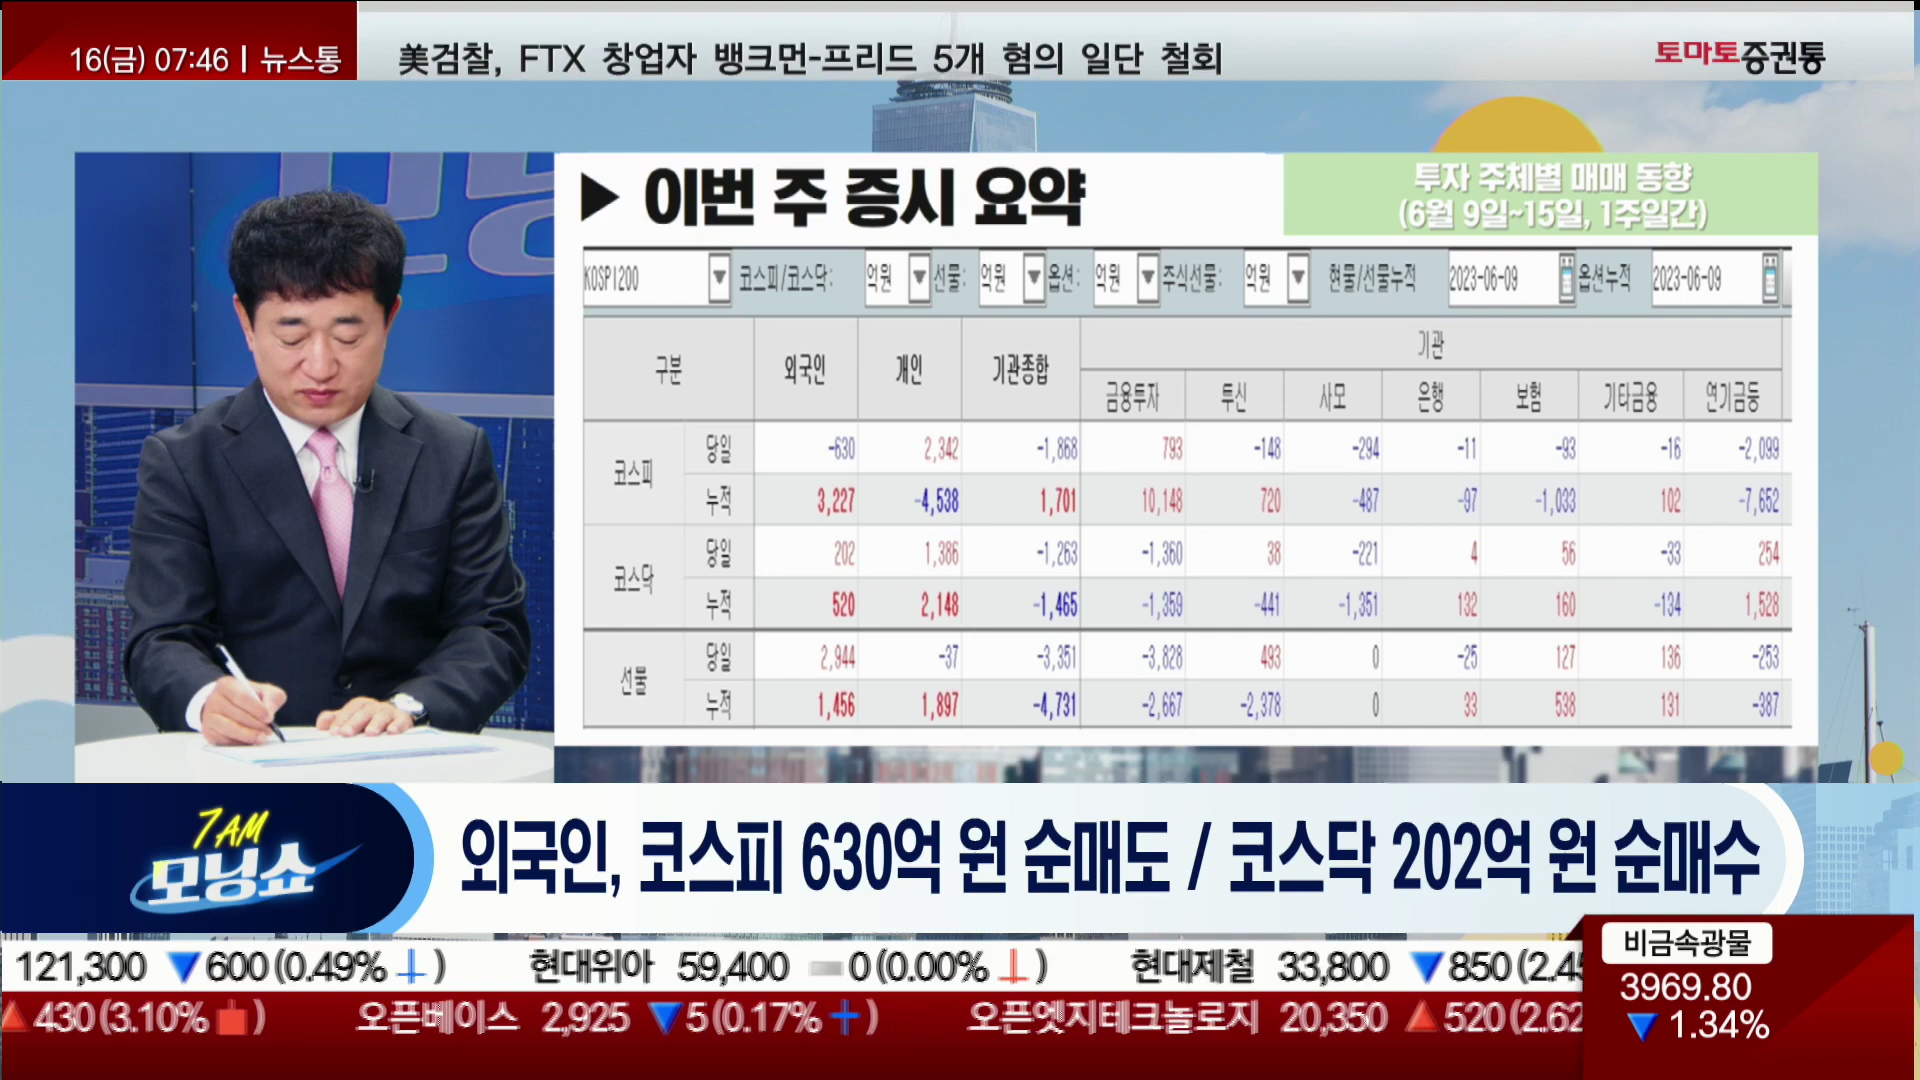 16(금) 07:46 | 뉴스통
美검찰, FTX 창업자 뱅크먼-프리드 5개 혐의 일단 철회
토마토증권통
▶ 이번 주 증시 요약
투자 주체별 매매 동향
(6월 9일~15일, 1주일간)
KOSPI200 코스피/코스닥: 억원 선물: 억원 옵션: 억원 주식선물: 억원 현물/선물누적 2023-06-09 옵션누적 2023-06-09
구분 외국인 개인 기관종합 기관
금융투자 투신 사모 은행 보험 기타금융 연기금등
코스피 당일 -630 2,342 -1,868 793 -148 -294 -11 -93 -16 -2,099
누적 3,227 -4,538 1,701 10,148 720 -487 -97 -1,033 102 -7,652
코스닥 당일 202 1,386 -1,263 -1,360 38 -221 4 56 -33 254
누적 520 2,148 -1,465 -1,359 -441 -1,351 132 160 -134 1,528
선물 당일 2,944 -37 -3,351 -3,828 493 0 -25 127 136 -253
누적 1,456 1,897 -4,731 -2,667 -2,378 0 33 538 131 -387
7AM
모닝쇼
외국인, 코스피 630억 원 순매도 / 코스닥 202억 원 순매수
121,300 ▼600(0.49%) 현대위아 59,400 0(0.00%) 현대제철 33,800 ▼850(2.45
▲430(3.10%) 오픈베이스 2,925 ▼5(0.17%) 오픈엣지테크놀로지 20,350 ▲520(2.62
비금속광물
3969.80
▼1.34%